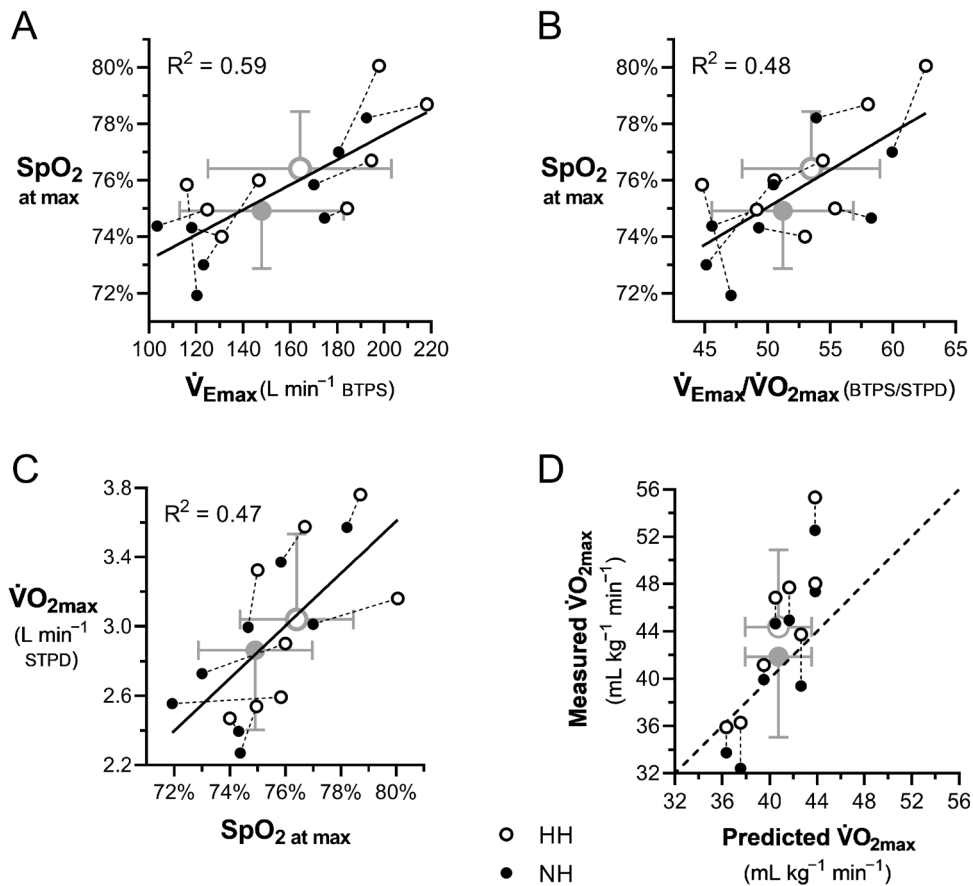 A
R² = 0.59
80%
78%
76%
74%
72%
SpO₂
at max
100 120 140 160 180 200 220
V̇Emax (L min⁻¹ BTPS)
B
R² = 0.48
80%
78%
76%
74%
72%
SpO₂
at max
45 50 55 60 65
V̇Emax/V̇O₂max (BTPS/STPD)
C
R² = 0.47
3.8
3.4
3.0
2.6
2.2
V̇O₂max
(L min⁻¹
STPD)
72% 74% 76% 78% 80%
SpO₂ at max
D
56
52
48
44
40
36
32
Measured V̇O₂max
(mL kg⁻¹ min⁻¹)
32 36 40 44 48 52 56
Predicted V̇O₂max
(mL kg⁻¹ min⁻¹)
HH
NH